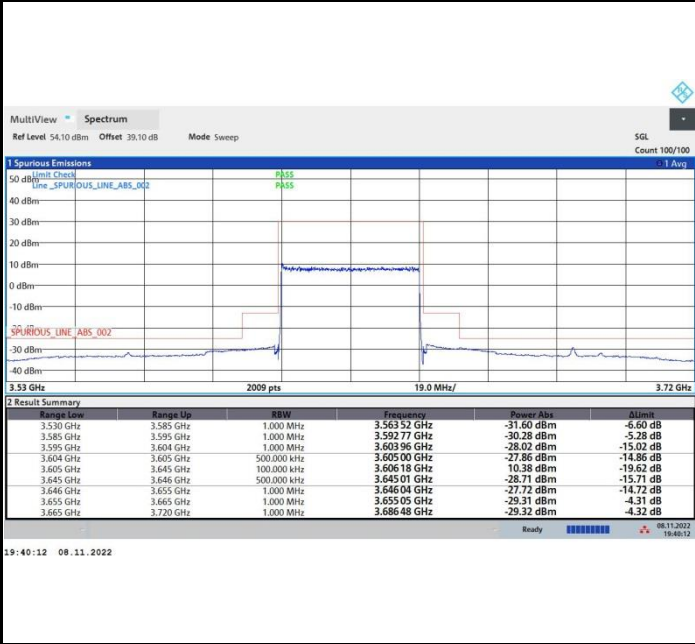 MultiView Spectrum
Ref Level 54.10 dBm Offset 39.10 dB Mode Sweep SGL
Count 100/100
1 Spurious Emissions 1 Avg
Limit Check PASS
50 dBm
Line _SPURIOUS_LINE_ABS_002 PASS
40 dBm
30 dBm
20 dBm
10 dBm
0 dBm
-10 dBm
-20 dBm
_SPURIOUS_LINE_ABS_002
-30 dBm
-40 dBm
3.53 GHz 2009 pts 19.0 MHz/ 3.72 GHz
2 Result Summary
Range Low Range Up RBW Frequency Power Abs ΔLimit
3.530 GHz 3.585 GHz 1.000 MHz 3.563 52 GHz -31.60 dBm -6.60 dB
3.585 GHz 3.595 GHz 1.000 MHz 3.592 77 GHz -30.28 dBm -5.28 dB
3.595 GHz 3.604 GHz 1.000 MHz 3.603 96 GHz -28.02 dBm -15.02 dB
3.604 GHz 3.605 GHz 500.000 kHz 3.605 00 GHz -27.86 dBm -14.86 dB
3.605 GHz 3.645 GHz 100.000 kHz 3.606 18 GHz 10.38 dBm -19.62 dB
3.645 GHz 3.646 GHz 500.000 kHz 3.645 01 GHz -28.71 dBm -15.71 dB
3.646 GHz 3.655 GHz 1.000 MHz 3.646 04 GHz -27.72 dBm -14.72 dB
3.655 GHz 3.665 GHz 1.000 MHz 3.655 05 GHz -29.31 dBm -4.31 dB
3.665 GHz 3.720 GHz 1.000 MHz 3.686 48 GHz -29.32 dBm -4.32 dB
Ready 08.11.2022
19:40:12
19:40:12 08.11.2022